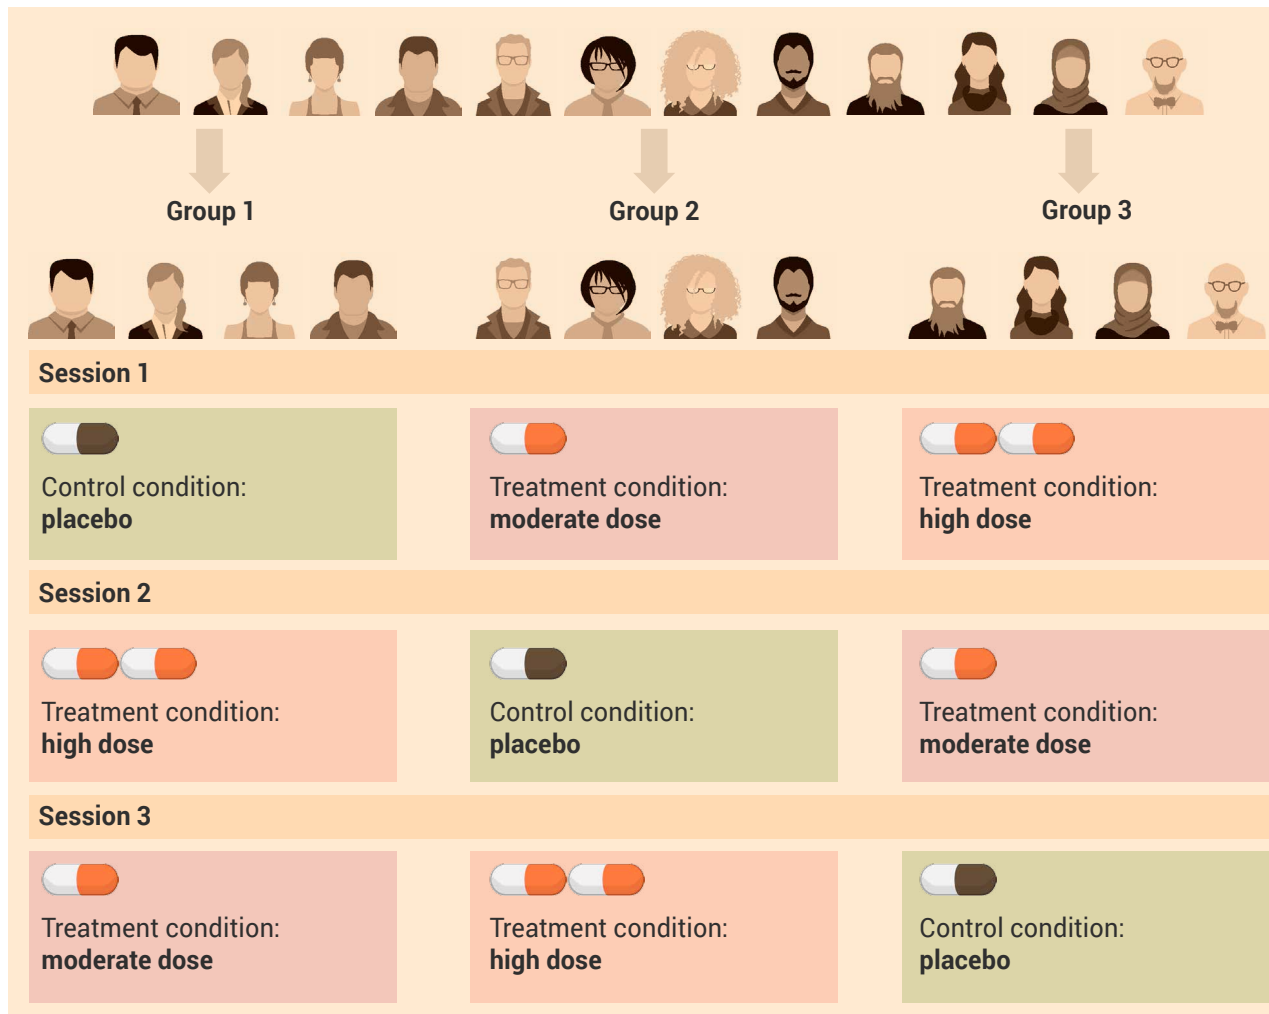 Group 1
Group 2
Group 3
Session 1
Control condition:
placebo
Treatment condition:
moderate dose
Treatment condition:
high dose
Session 2
Treatment condition:
high dose
Control condition:
placebo
Treatment condition:
moderate dose
Session 3
Treatment condition:
moderate dose
Treatment condition:
high dose
Control condition:
placebo